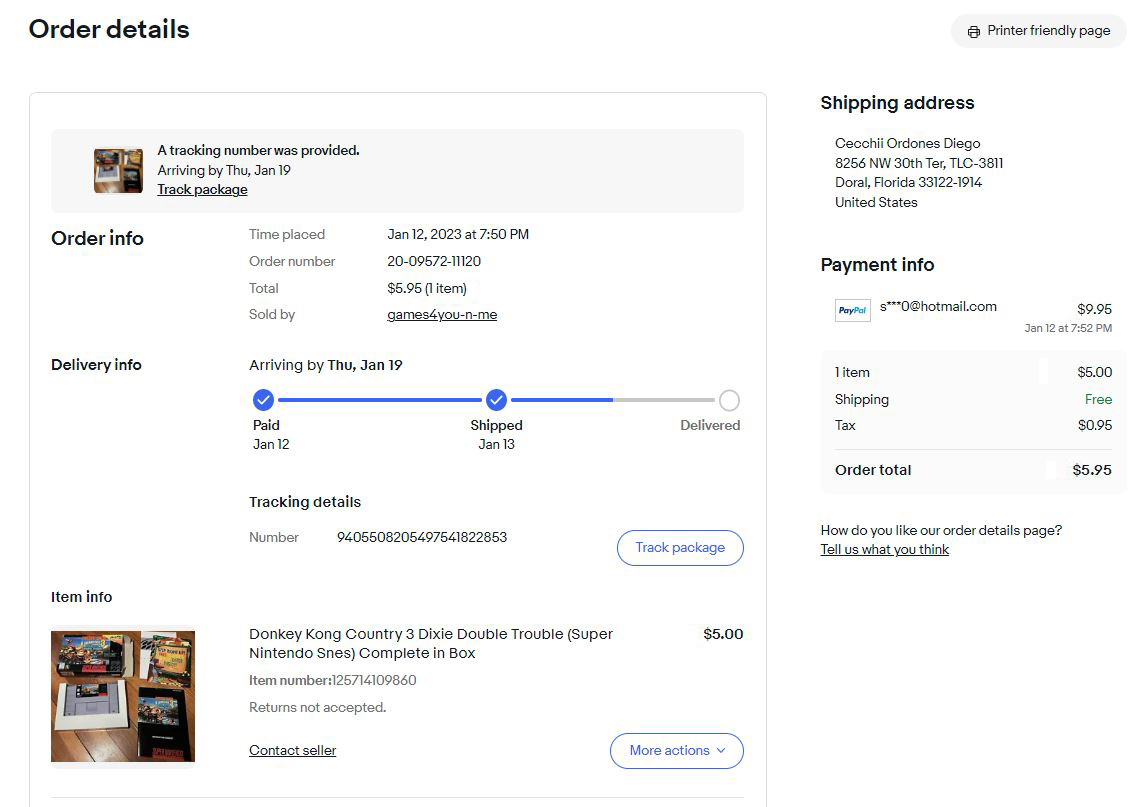 Order details
Printer friendly page
A tracking number was provided.
Arriving by Thu, Jan 19
Track package
Order info
Time placed Jan 12, 2023 at 7:50 PM
Order number 20-09572-11120
Total $5.95 (1 item)
Sold by games4you-n-me
Delivery info
Arriving by Thu, Jan 19
Paid Shipped Delivered
Jan 12 Jan 13
Tracking details
Number 9405508205497541822853
Track package
Item info
Donkey Kong Country 3 Dixie Double Trouble (Super $5.00
Nintendo Snes) Complete in Box
Item number:125714109860
Returns not accepted.
Contact seller
More actions
Shipping address
Cecchii Ordones Diego
8256 NW 30th Ter, TLC-3811
Doral, Florida 33122-1914
United States
Payment info
PayPal s***0@hotmail.com $9.95
Jan 12 at 7:52 PM
1 item $5.00
Shipping Free
Tax $0.95
Order total $5.95
How do you like our order details page?
Tell us what you think